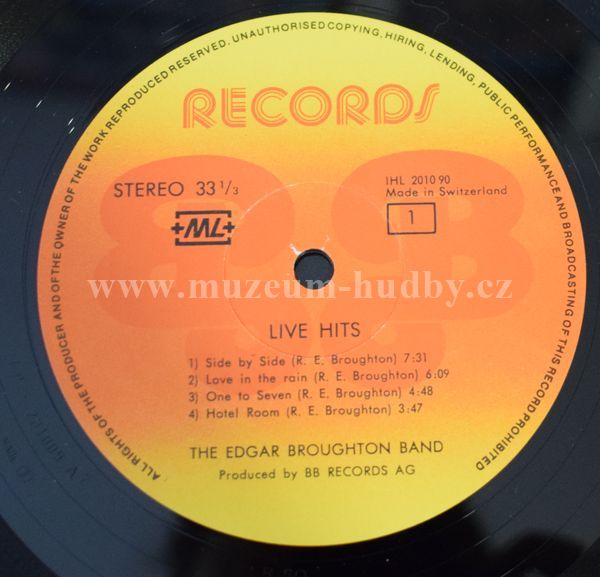 ALL RIGHTS OF THE PRODUCER AND OF THE OWNER OF THE WORK REPRODUCED RESERVED. UNAUTHORISED COPYING, HIRING, LENDING, PUBLIC PERFORMANCE AND BROADCASTING OF THIS RECORD PROHIBITED
RECORDS
STEREO 33 1/3
IHL 2010 90
Made in Switzerland
+ML+
1
www.muzeum-hudby.cz
LIVE HITS
1) Side by Side (R. E. Broughton) 7:31
2) Love in the rain (R. E. Broughton) 6:09
3) One to Seven (R. E. Broughton) 4:48
4) Hotel Room (R. E. Broughton) 3:47
THE EDGAR BROUGHTON BAND
Produced by BB RECORDS AG